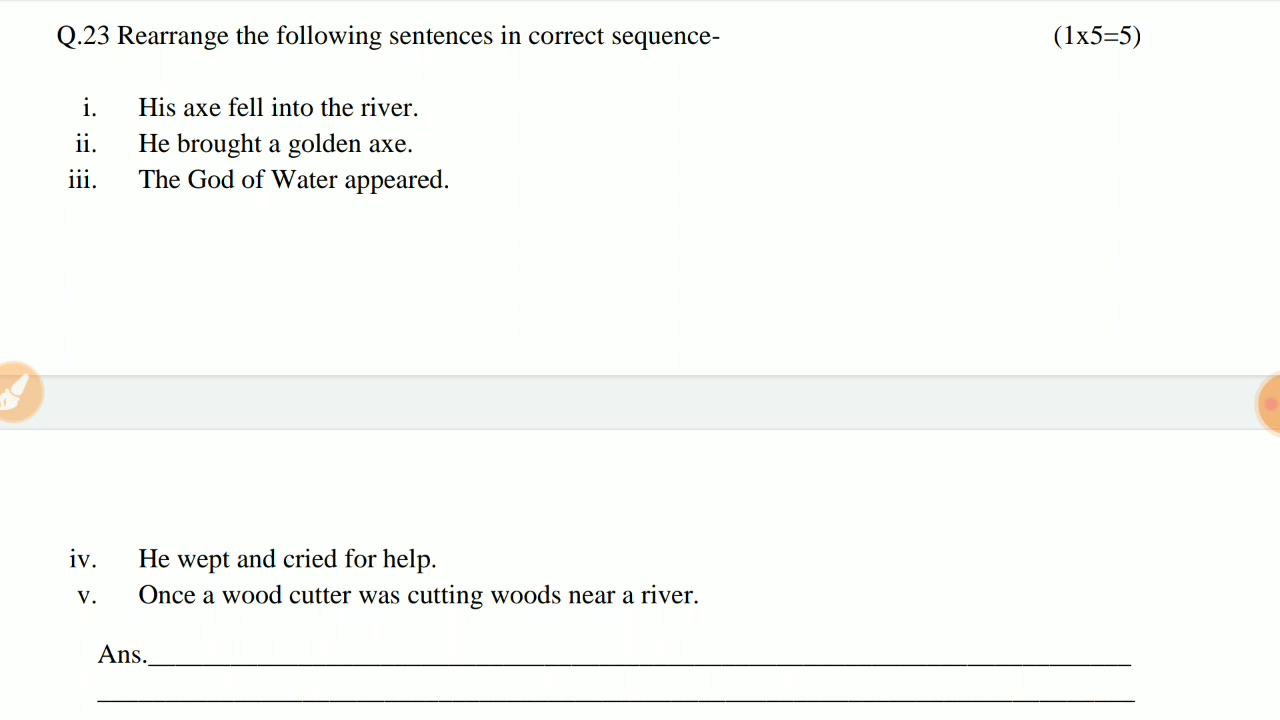 Q.23 Rearrange the following sentences in correct sequence- (1x5=5)
i. His axe fell into the river.
ii. He brought a golden axe.
iii. The God of Water appeared.
iv. He wept and cried for help.
v. Once a wood cutter was cutting woods near a river.
Ans.